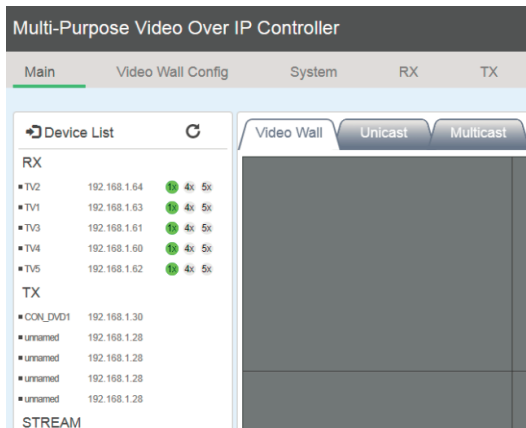 Multi-Purpose Video Over IP Controller
Main Video Wall Config System RX TX
Device List
Video Wall Unicast Multicast
RX
TV2 192.168.1.64 1x 4x 5x
TV1 192.168.1.63 1x 4x 5x
TV3 192.168.1.61 1x 4x 5x
TV4 192.168.1.60 1x 4x 5x
TV5 192.168.1.62 1x 4x 5x
TX
CON_DVD1 192.168.1.30
unnamed 192.168.1.28
unnamed 192.168.1.28
unnamed 192.168.1.28
unnamed 192.168.1.28
STREAM